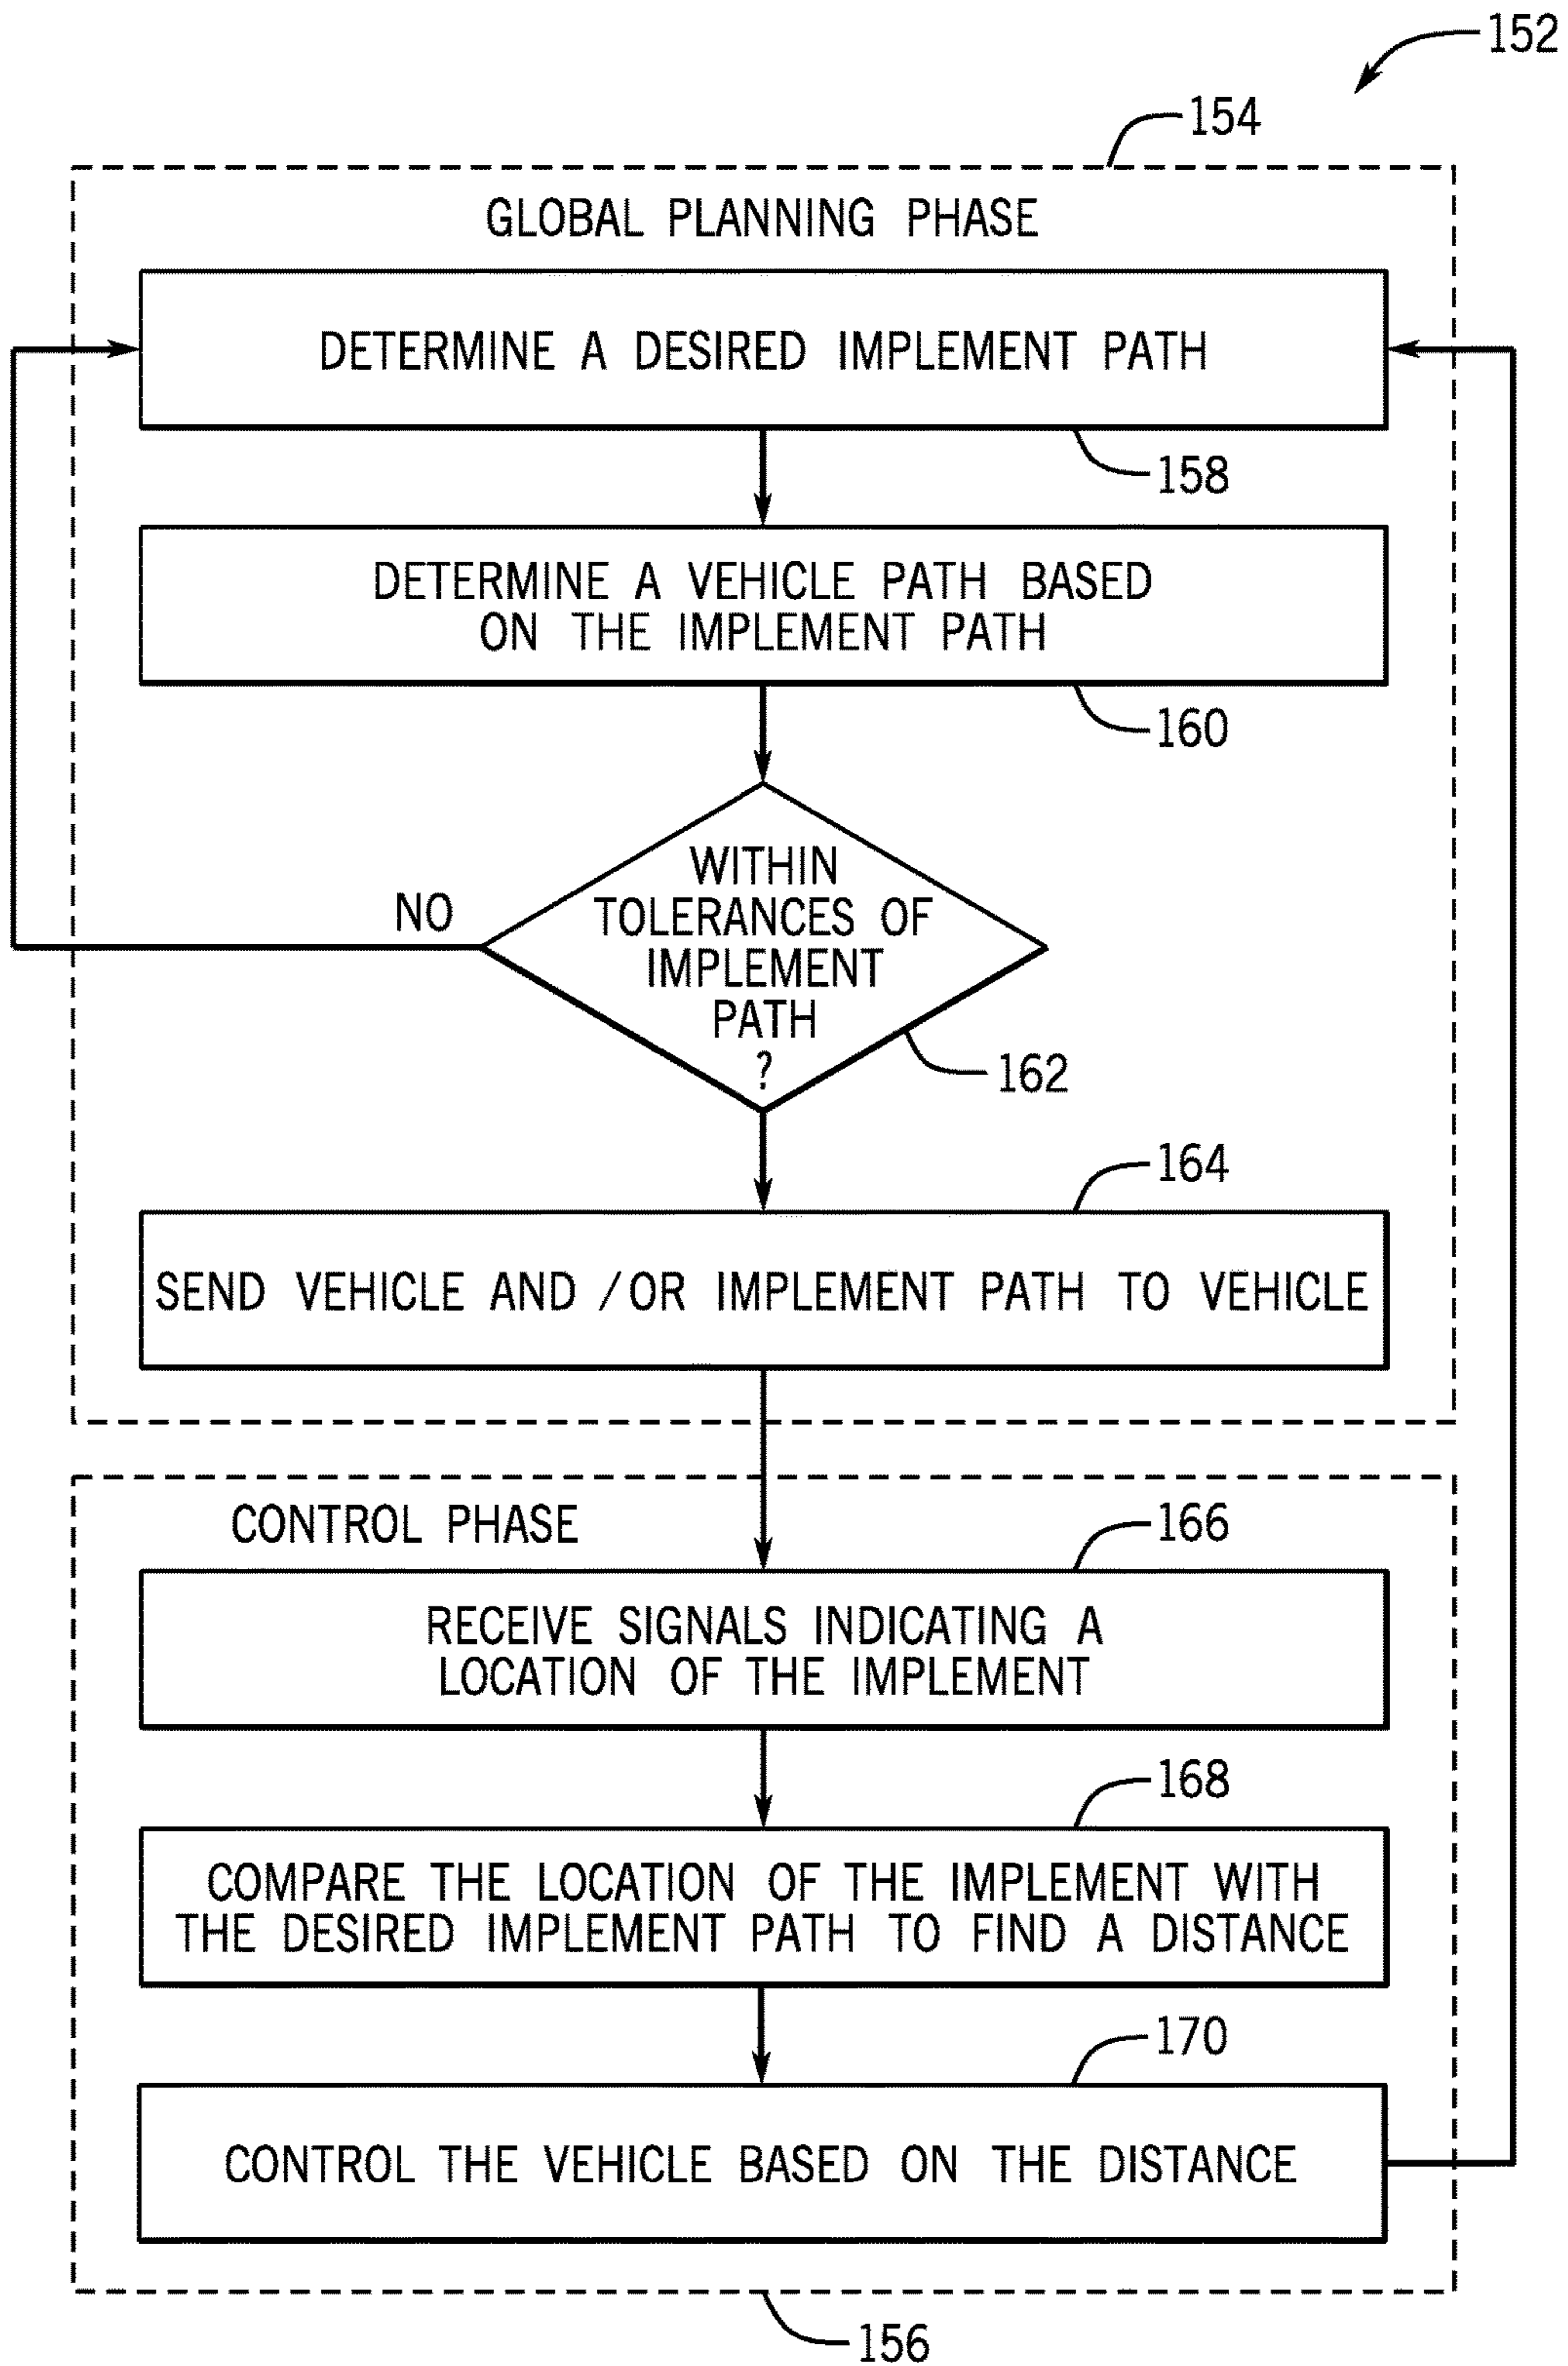 152
154
GLOBAL PLANNING PHASE
DETERMINE A DESIRED IMPLEMENT PATH
158
DETERMINE A VEHICLE PATH BASED
ON THE IMPLEMENT PATH
160
NO
WITHIN
TOLERANCES OF
IMPLEMENT
PATH
?
162
164
SEND VEHICLE AND /OR IMPLEMENT PATH TO VEHICLE
CONTROL PHASE
166
RECEIVE SIGNALS INDICATING A
LOCATION OF THE IMPLEMENT
168
COMPARE THE LOCATION OF THE IMPLEMENT WITH
THE DESIRED IMPLEMENT PATH TO FIND A DISTANCE
170
CONTROL THE VEHICLE BASED ON THE DISTANCE
156